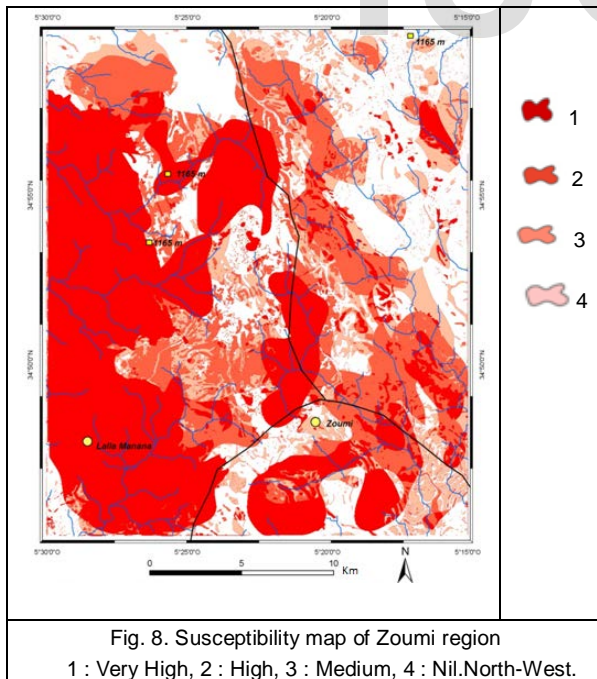 5°30'0"O 5°25'0"O 5°20'0"O 5°15'0"O
1165 m
1
34°55'0"N 34°55'0"N
1165 m
2
1165 m
3
4
34°50'0"N 34°50'0"N
Zoumi
Lalla Manana
5°30'0"O 5°25'0"O 5°20'0"O 5°15'0"O
N
0 5 10
Km
Fig. 8. Susceptibility map of Zoumi region
1 : Very High, 2 : High, 3 : Medium, 4 : Nil.North-West.